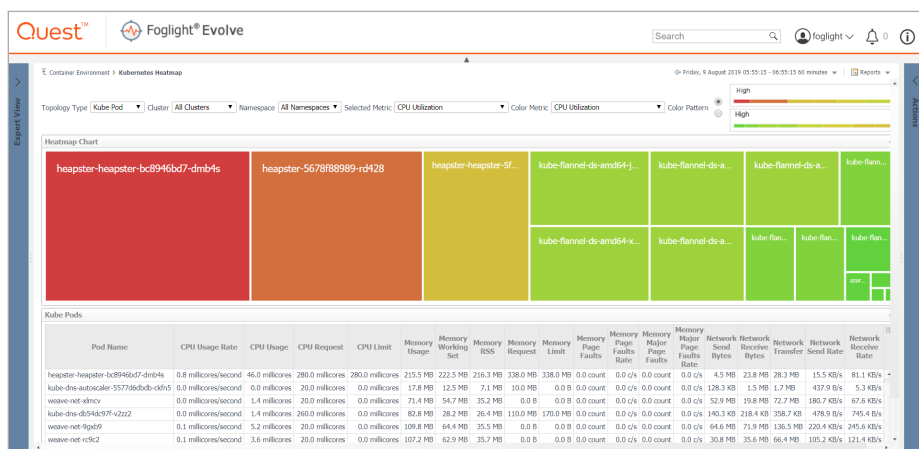 Quest™ Foglight® Evolve Search foglight 0
Container Environment > Kubernetes Heatmap Friday, 9 August 2019 05:55:15 - 06:55:15 60 minutes Reports
Expert View
Actions
Topology Type Kube Pod Cluster All Clusters Namespace All Namespaces Selected Metric CPU Utilization Color Metric CPU Utilization Color Pattern
High
High
Heatmap Chart
heapster-heapster-bc8946bd7-dmb4s heapster-5678f88989-rd428 heapster-heapster-5f... kube-flannel-ds-amd64-j... kube-flannel-ds-a... kube-flannel-ds-a... kube-flann...
kube-flannel-ds-amd64-x... kube-flannel-ds-a... kube-flan... kube-flan... kube-flan...
Kube Pods
Pod Name CPU Usage Rate CPU Usage CPU Request CPU Limit Memory Usage Memory Working Set Memory RSS Memory Request Memory Limit Memory Page Faults Memory Page Faults Rate Memory Major Page Faults Memory Major Page Faults Rate Network Send Bytes Network Receive Bytes Network Transfer Network Send Rate Network Receive Rate
heapster-heapster-bc8946bd7-dmb4s 0.8 millicores/second 46.0 millicores 280.0 millicores 280.0 millicores 215.5 MB 222.5 MB 216.3 MB 338.0 MB 338.0 MB 0.0 count 0.0 c/s 0.0 count 0.0 c/s 4.5 MB 23.8 MB 28.3 MB 15.5 KB/s 81.1 KB/s
kube-dns-autoscaler-5577d6dbdb-ckfn5 0.0 millicores/second 0.0 millicores 20.0 millicores 0.0 millicores 17.8 MB 12.5 MB 7.1 MB 10.0 MB 0.0 B 0.0 count 0.0 c/s 0.0 count 0.0 c/s 128.3 KB 1.5 MB 1.7 MB 437.9 B/s 5.3 KB/s
weave-net-xlmcv 0.0 millicores/second 1.4 millicores 20.0 millicores 0.0 millicores 71.4 MB 54.7 MB 35.2 MB 0.0 B 0.0 B 0.0 count 0.0 c/s 0.0 count 0.0 c/s 52.9 MB 19.8 MB 72.7 MB 180.7 KB/s 67.6 KB/s
kube-dns-db54dc97f-v2zz2 0.0 millicores/second 1.4 millicores 260.0 millicores 0.0 millicores 82.8 MB 28.2 MB 26.4 MB 110.0 MB 170.0 MB 0.0 count 0.0 c/s 0.0 count 0.0 c/s 140.3 KB 218.4 KB 358.7 KB 478.9 B/s 745.4 B/s
weave-net-9gxb9 0.1 millicores/second 5.2 millicores 20.0 millicores 0.0 millicores 109.8 MB 64.4 MB 35.5 MB 0.0 B 0.0 B 0.0 count 0.0 c/s 0.0 count 0.0 c/s 64.6 MB 71.9 MB 136.5 MB 220.4 KB/s 245.6 KB/s
weave-net-rc9c2 0.1 millicores/second 3.6 millicores 20.0 millicores 0.0 millicores 107.2 MB 62.9 MB 35.7 MB 0.0 B 0.0 B 0.0 count 0.0 c/s 0.0 count 0.0 c/s 30.8 MB 35.6 MB 66.4 MB 105.2 KB/s 121.4 KB/s